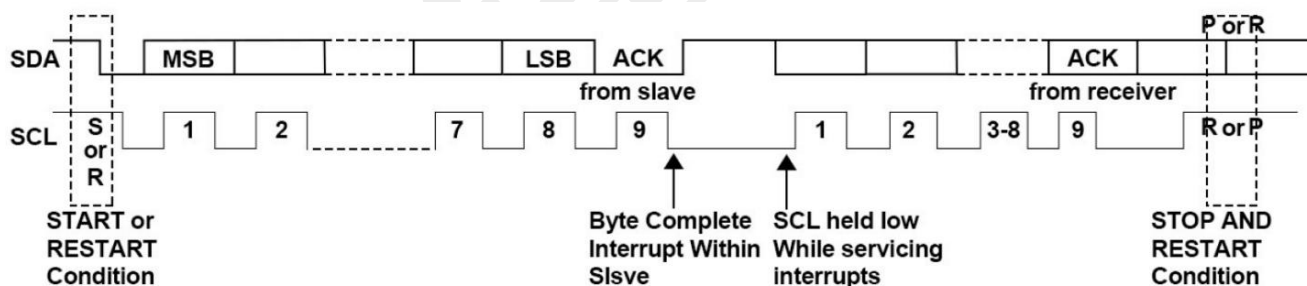 P or R
SDA MSB LSB ACK ACK
from slave from receiver
SCL S or R 1 2 7 8 9 1 2 3-8 9 R or P
START or
RESTART
Condition
Byte Complete
Interrupt Within
SIsve
SCL held low
While servicing
interrupts
STOP AND
RESTART
Condition